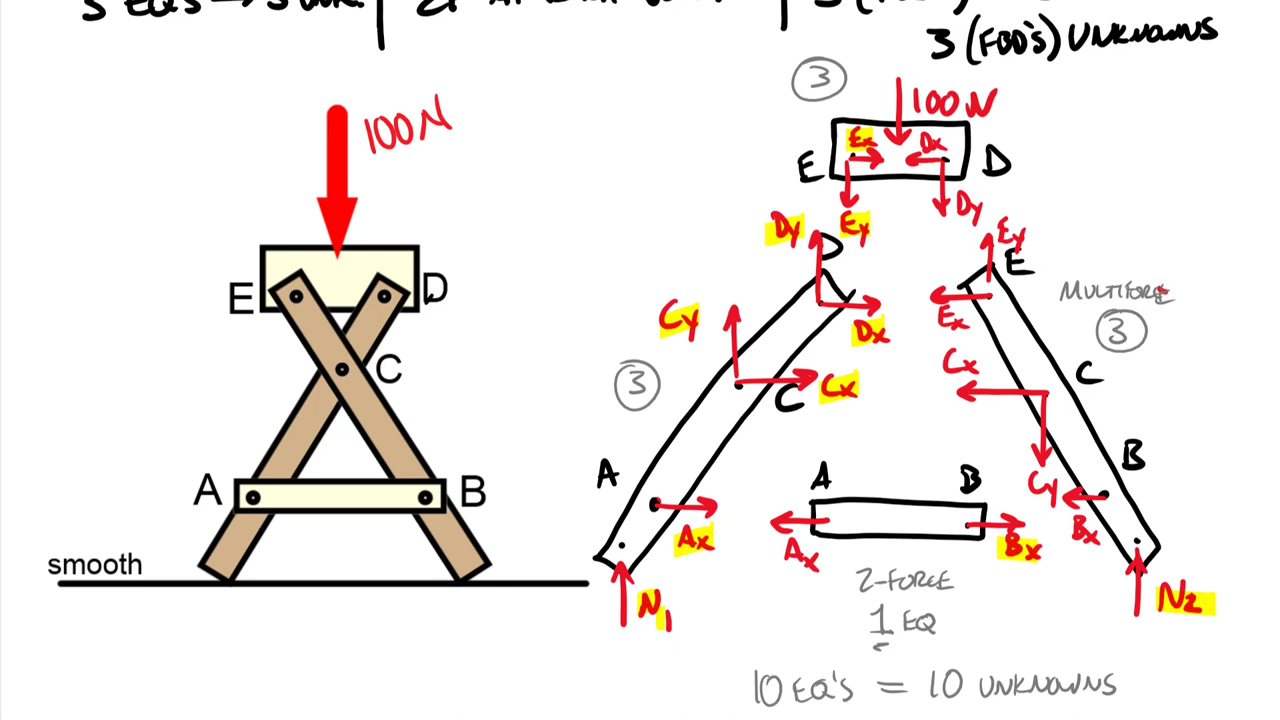 3 (FBD'S) UNKNOWNS
3
100N
100N
Ex
Dx
E
D
Dy
Ey
Dy
D
Ey
E
E
D
MULTIFORCE
3
Cy
Ex
Dx
Cx
C
C
3
Cx
C
A
B
A
B
A
B
Cy
Ax
Ax
Bx
Bx
smooth
2-FORCE
1 EQ
N1
N2
10 EQ'S = 10 UNKNOWNS